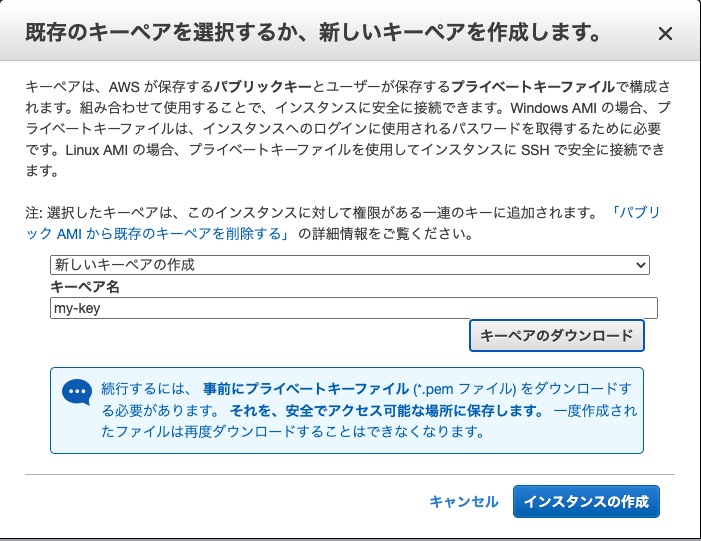 既存のキーペアを選択するか、新しいキーペアを作成します。
キーペアは、AWS が保存するパブリックキーとユーザーが保存するプライベートキーファイルで構成さ
れます。組み合わせて使用することで、インスタンスに安全に接続できます。Windows AMI の場合、プ
ライベートキーファイルは、インスタンスへのログインに使用されるパスワードを取得するために必要
です。Linux AMI の場合、プライベートキーファイルを使用してインスタンスに SSH で安全に接続でき
ます。
注: 選択したキーペアは、このインスタンスに対して権限がある一連のキーに追加されます。 「パブリ
ック AMI から既存のキーペアを削除する」 の詳細情報をご覧ください。
新しいキーペアの作成
キーペア名
my-key
キーペアのダウンロード
続行するには、 事前にプライベートキーファイル (*.pem ファイル) をダウンロードす
る必要があります。 それを、安全でアクセス可能な場所に保存します。 一度作成され
たファイルは再度ダウンロードすることはできなくなります。
キャンセル
インスタンスの作成